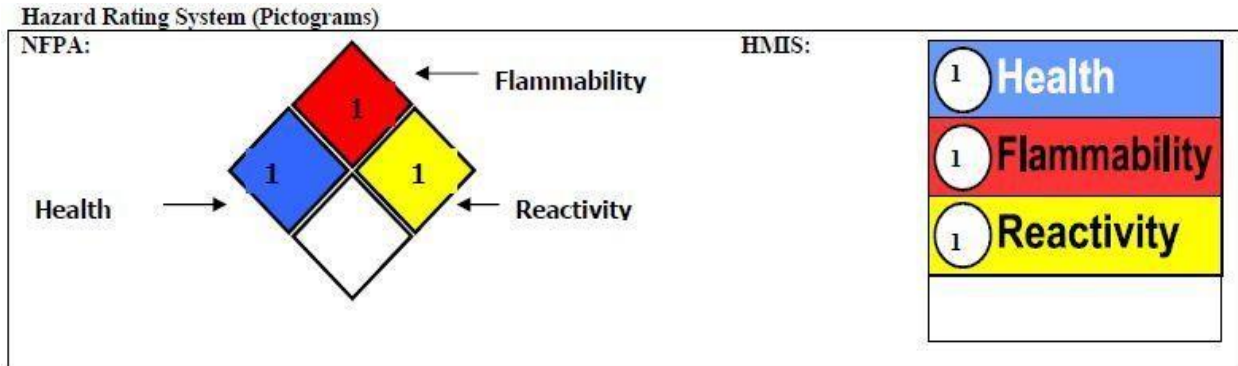 Hazard Rating System (Pictograms)
NFPA:
HMIS:
Flammability
1
1
1
Health
Reactivity
1 Health
1 Flammability
1 Reactivity